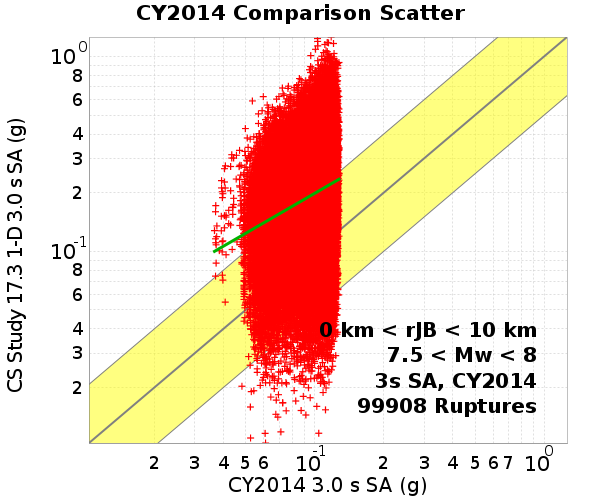 CY2014 Comparison Scatter
CS Study 17.3 1-D 3.0 s SA (g)
10^0
8
6
4
3
2
10^-1
8
6
4
3
2
0 km < rJB < 10 km
7.5 < Mw < 8
3s SA, CY2014
99908 Ruptures
2 3 4 5 6 10^-1 2 3 4 5 6 7 10^0
CY2014 3.0 s SA (g)